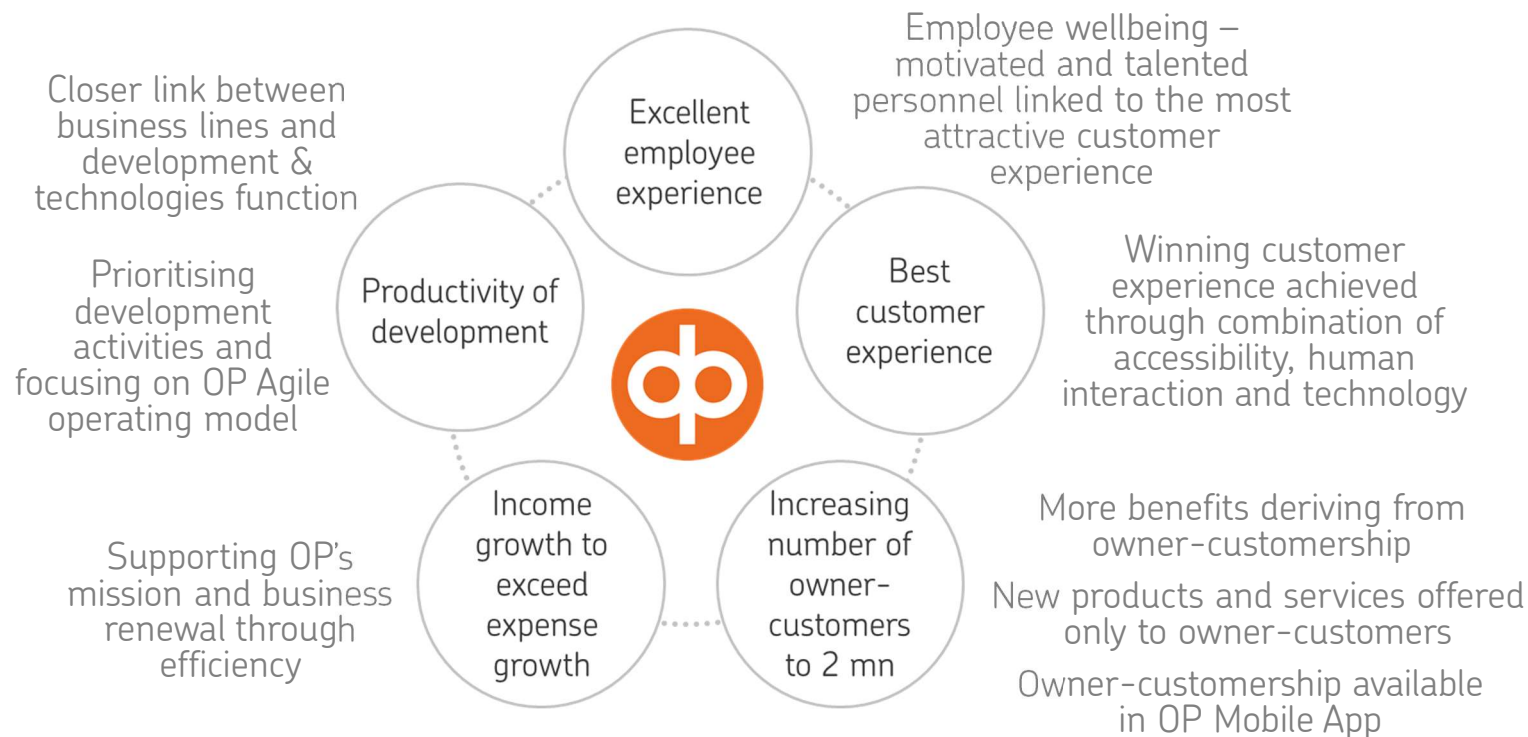 Excellent
employee
experience
Employee wellbeing –
motivated and talented
personnel linked to the most
attractive customer
experience
Best
customer
experience
Winning customer
experience achieved
through combination of
accessibility, human
interaction and technology
Increasing
number of
owner-
customers
to 2 mn
More benefits deriving from
owner-customership
New products and services offered
only to owner-customers
Owner-customership available
in OP Mobile App
Income
growth to
exceed
expense
growth
Supporting OP's
mission and business
renewal through
efficiency
Productivity of
development
Closer link between
business lines and
development &
technologies function
Prioritising
development
activities and
focusing on OP Agile
operating model
op